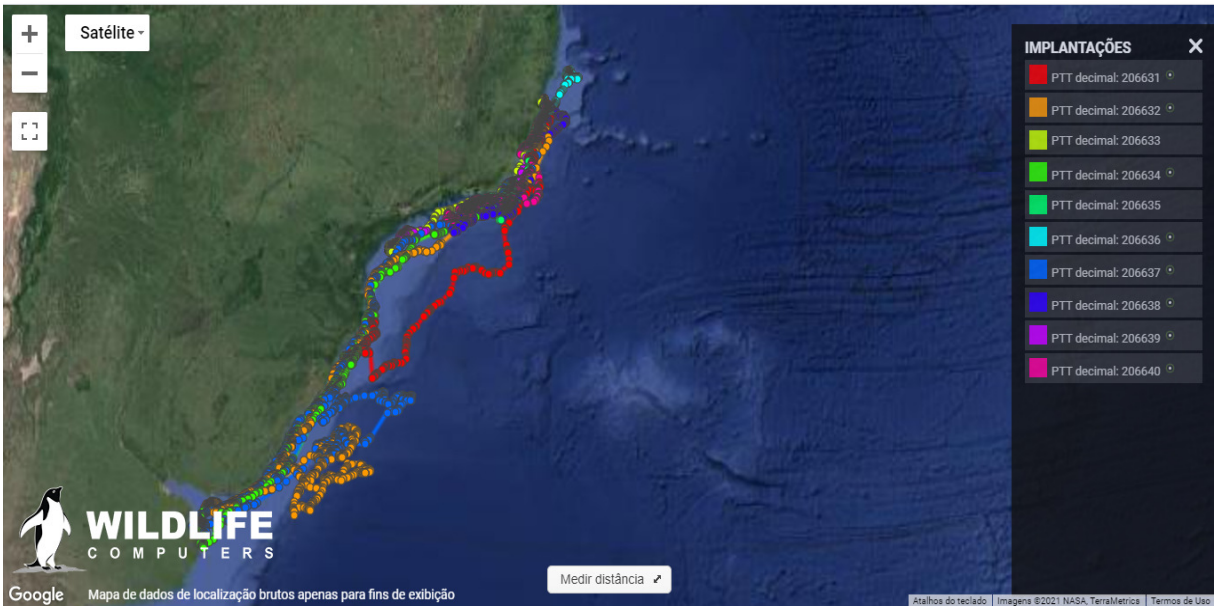 Satélite
IMPLANTAÇÕES
PTT decimal: 206631
PTT decimal: 206632
PTT decimal: 206633
PTT decimal: 206634
PTT decimal: 206635
PTT decimal: 206636
PTT decimal: 206637
PTT decimal: 206638
PTT decimal: 206639
PTT decimal: 206640
WILDLIFE
COMPUTERS
Medir distância
Google
Mapa de dados de localização brutos apenas para fins de exibição
Atalhos do teclado
Imagens ©2021 NASA, TerraMetrics
Termos de Uso